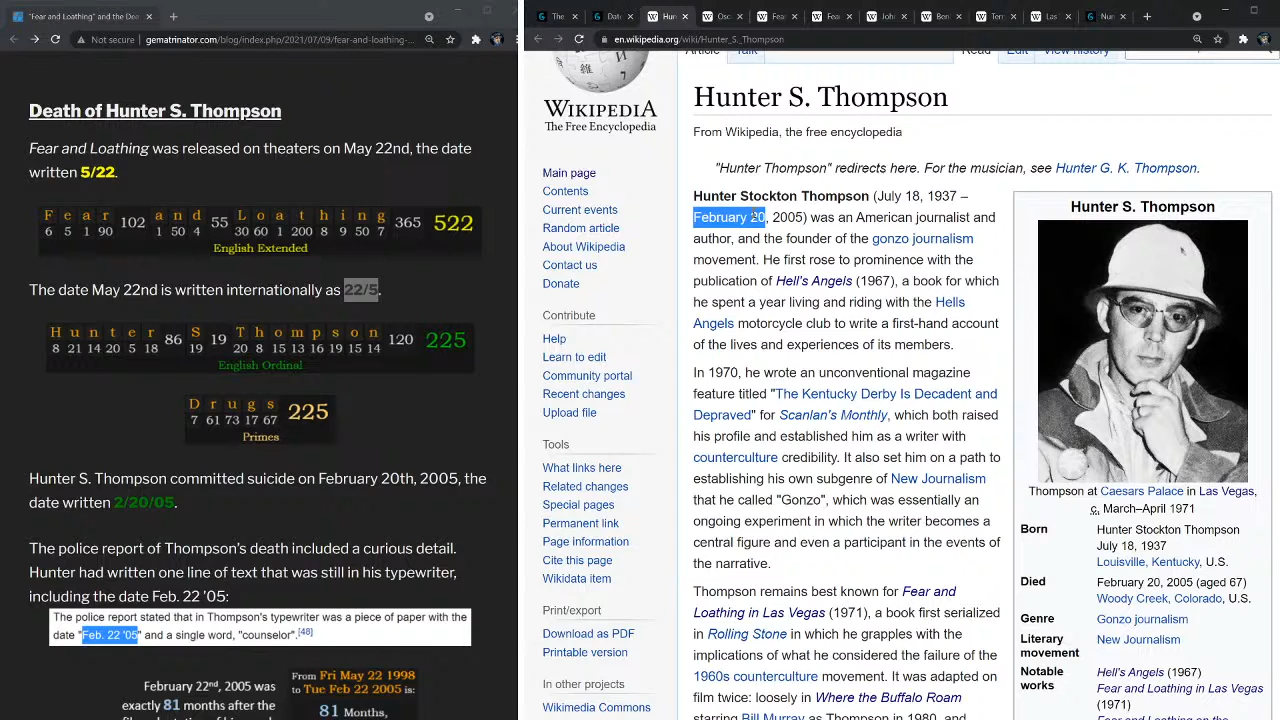 "Fear and Loathing" and the Dea
Not secure
gematrinator.com/blog/index.php/2021/07/09/fear-and-loathing-...
Death of Hunter S. Thompson
Fear and Loathing was released on theaters on May 22nd, the date
written 5/22.
F e a r 102 a n d 55 L o a t h i n g 365 522
6 5 1 90 1 50 4 30 60 1 200 8 9 50 7
English Extended
The date May 22nd is written internationally as 22/5.
H u n t e r 86 S 19 T h o m p s o n 120 225
8 21 14 20 5 18 19 20 8 15 13 16 19 15 14
English Ordinal
D r u g s 225
7 61 73 17 67
Primes
Hunter S. Thompson committed suicide on February 20th, 2005, the
date written 2/20/05.
The police report of Thompson's death included a curious detail.
Hunter had written one line of text that was still in his typewriter,
including the date Feb. 22 '05:
The police report stated that in Thompson's typewriter was a piece of paper with the
date "Feb. 22 '05" and a single word, "counselor".[48]
February 22nd, 2005 was
exactly 81 months after the
From Fri May 22 1998
to Tue Feb 22 2005 is:
81 Months,
The
Date
Hun
Osc
Fear
Fea
Joh
Beni
Terr
Las
Num
en.wikipedia.org/wiki/Hunter_S._Thompson
Article Talk
Read Edit View history
WIKIPEDIA
The Free Encyclopedia
Main page
Contents
Current events
Random article
About Wikipedia
Contact us
Donate
Contribute
Help
Learn to edit
Community portal
Recent changes
Upload file
Tools
What links here
Related changes
Special pages
Permanent link
Page information
Cite this page
Wikidata item
Print/export
Download as PDF
Printable version
In other projects
Wikimedia Commons
Hunter S. Thompson
From Wikipedia, the free encyclopedia
"Hunter Thompson" redirects here. For the musician, see Hunter G. K. Thompson.
Hunter Stockton Thompson (July 18, 1937 –
February 20, 2005) was an American journalist and
author, and the founder of the gonzo journalism
movement. He first rose to prominence with the
publication of Hell's Angels (1967), a book for which
he spent a year living and riding with the Hells
Angels motorcycle club to write a first-hand account
of the lives and experiences of its members.
In 1970, he wrote an unconventional magazine
feature titled "The Kentucky Derby Is Decadent and
Depraved" for Scanlan's Monthly, which both raised
his profile and established him as a writer with
counterculture credibility. It also set him on a path to
establishing his own subgenre of New Journalism
that he called "Gonzo", which was essentially an
ongoing experiment in which the writer becomes a
central figure and even a participant in the events of
the narrative.
Thompson remains best known for Fear and
Loathing in Las Vegas (1971), a book first serialized
in Rolling Stone in which he grapples with the
implications of what he considered the failure of the
1960s counterculture movement. It was adapted on
film twice: loosely in Where the Buffalo Roam
starring Bill Murray as Thompson in 1980, and
Hunter S. Thompson
Thompson at Caesars Palace in Las Vegas,
c. March–April 1971
Born Hunter Stockton Thompson
July 18, 1937
Louisville, Kentucky, U.S.
Died February 20, 2005 (aged 67)
Woody Creek, Colorado, U.S.
Genre Gonzo journalism
Literary movement New Journalism
Notable works Hell's Angels (1967)
Fear and Loathing in Las Vegas
(1971)